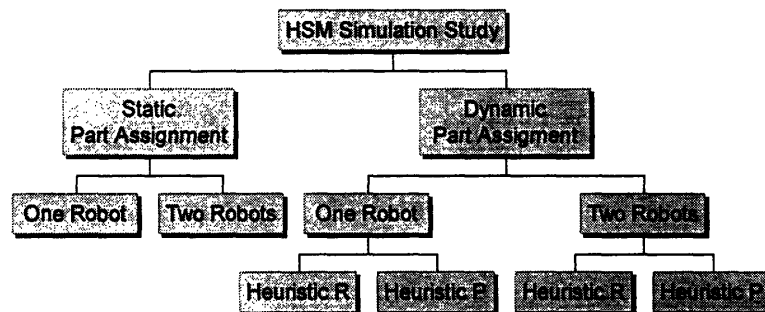 HSM Simulation Study
Static
Part Assignment
Dynamic
Part Assigment
One Robot
Two Robots
One Robot
Two Robots
Heuristic R
Heuristic P
Heuristic R
Heuristic P